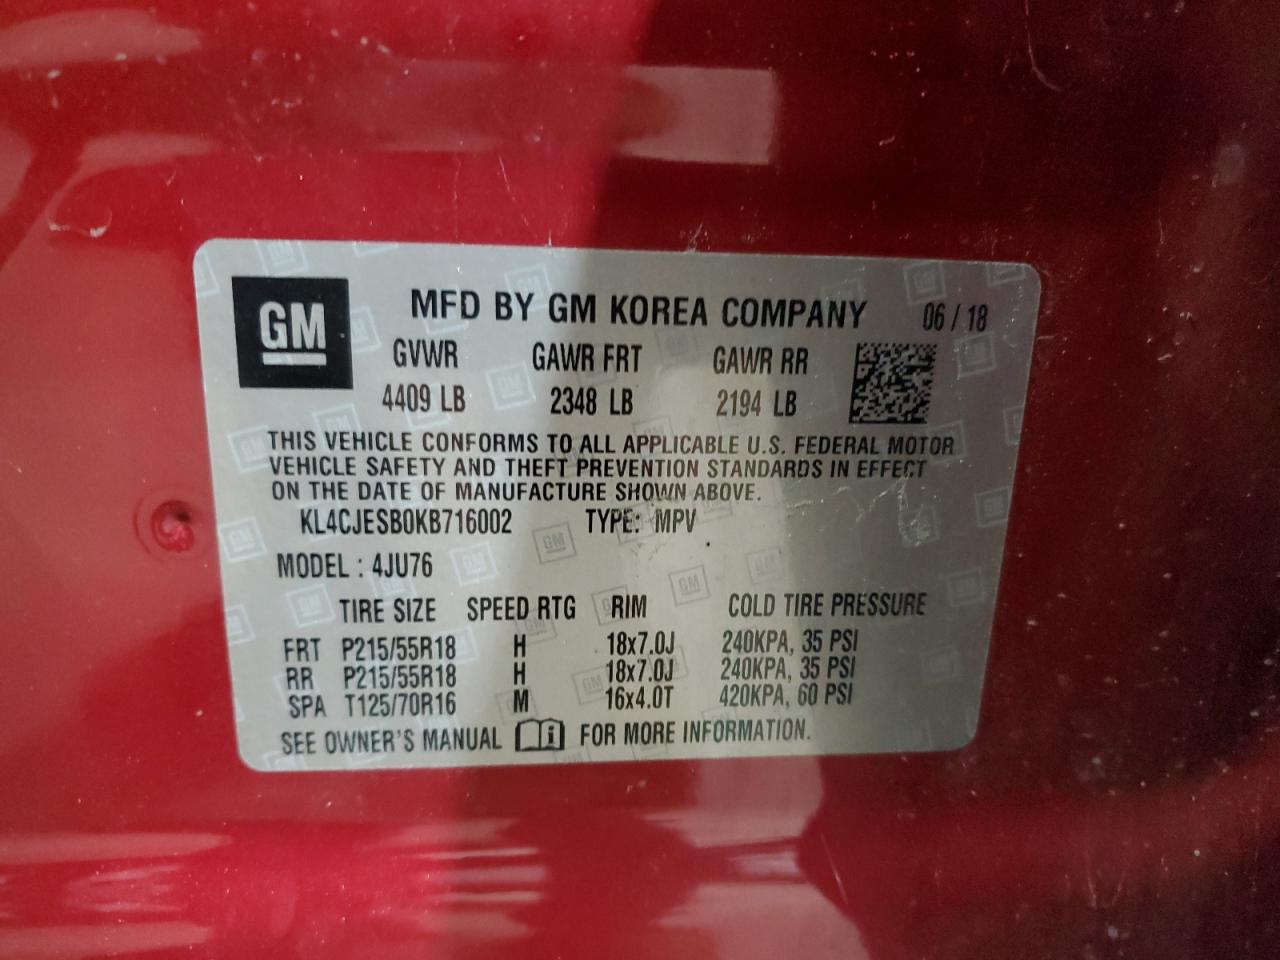 GM
MFD BY GM KOREA COMPANY 06 / 18
GVWR GAWR FRT GAWR RR
4409 LB 2348 LB 2194 LB
THIS VEHICLE CONFORMS TO ALL APPLICABLE U.S. FEDERAL MOTOR
VEHICLE SAFETY AND THEFT PREVENTION STANDARDS IN EFFECT
ON THE DATE OF MANUFACTURE SHOWN ABOVE.
KL4CJESB0KB716002 TYPE: MPV
MODEL : 4JU76
TIRE SIZE SPEED RTG RIM COLD TIRE PRESSURE
FRT P215/55R18 H 18x7.0J 240KPA, 35 PSI
RR P215/55R18 H 18x7.0J 240KPA, 35 PSI
SPA T125/70R16 M 16x4.0T 420KPA, 60 PSI
SEE OWNER'S MANUAL i FOR MORE INFORMATION.